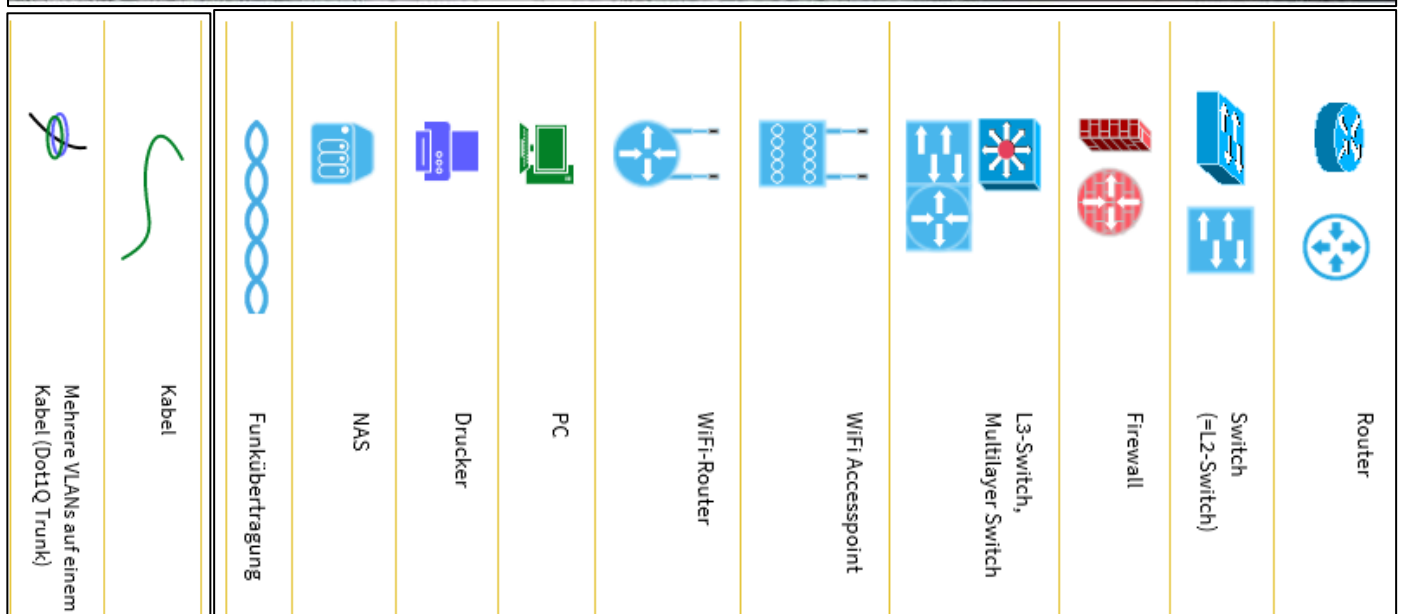 Router
Switch
(=L2-Switch)
Firewall
L3-Switch,
Multilayer Switch
WiFi Accesspoint
WiFi-Router
PC
Drucker
NAS
Funkübertragung
Kabel
Mehrere VLANs auf einem
Kabel (Dot1Q Trunk)